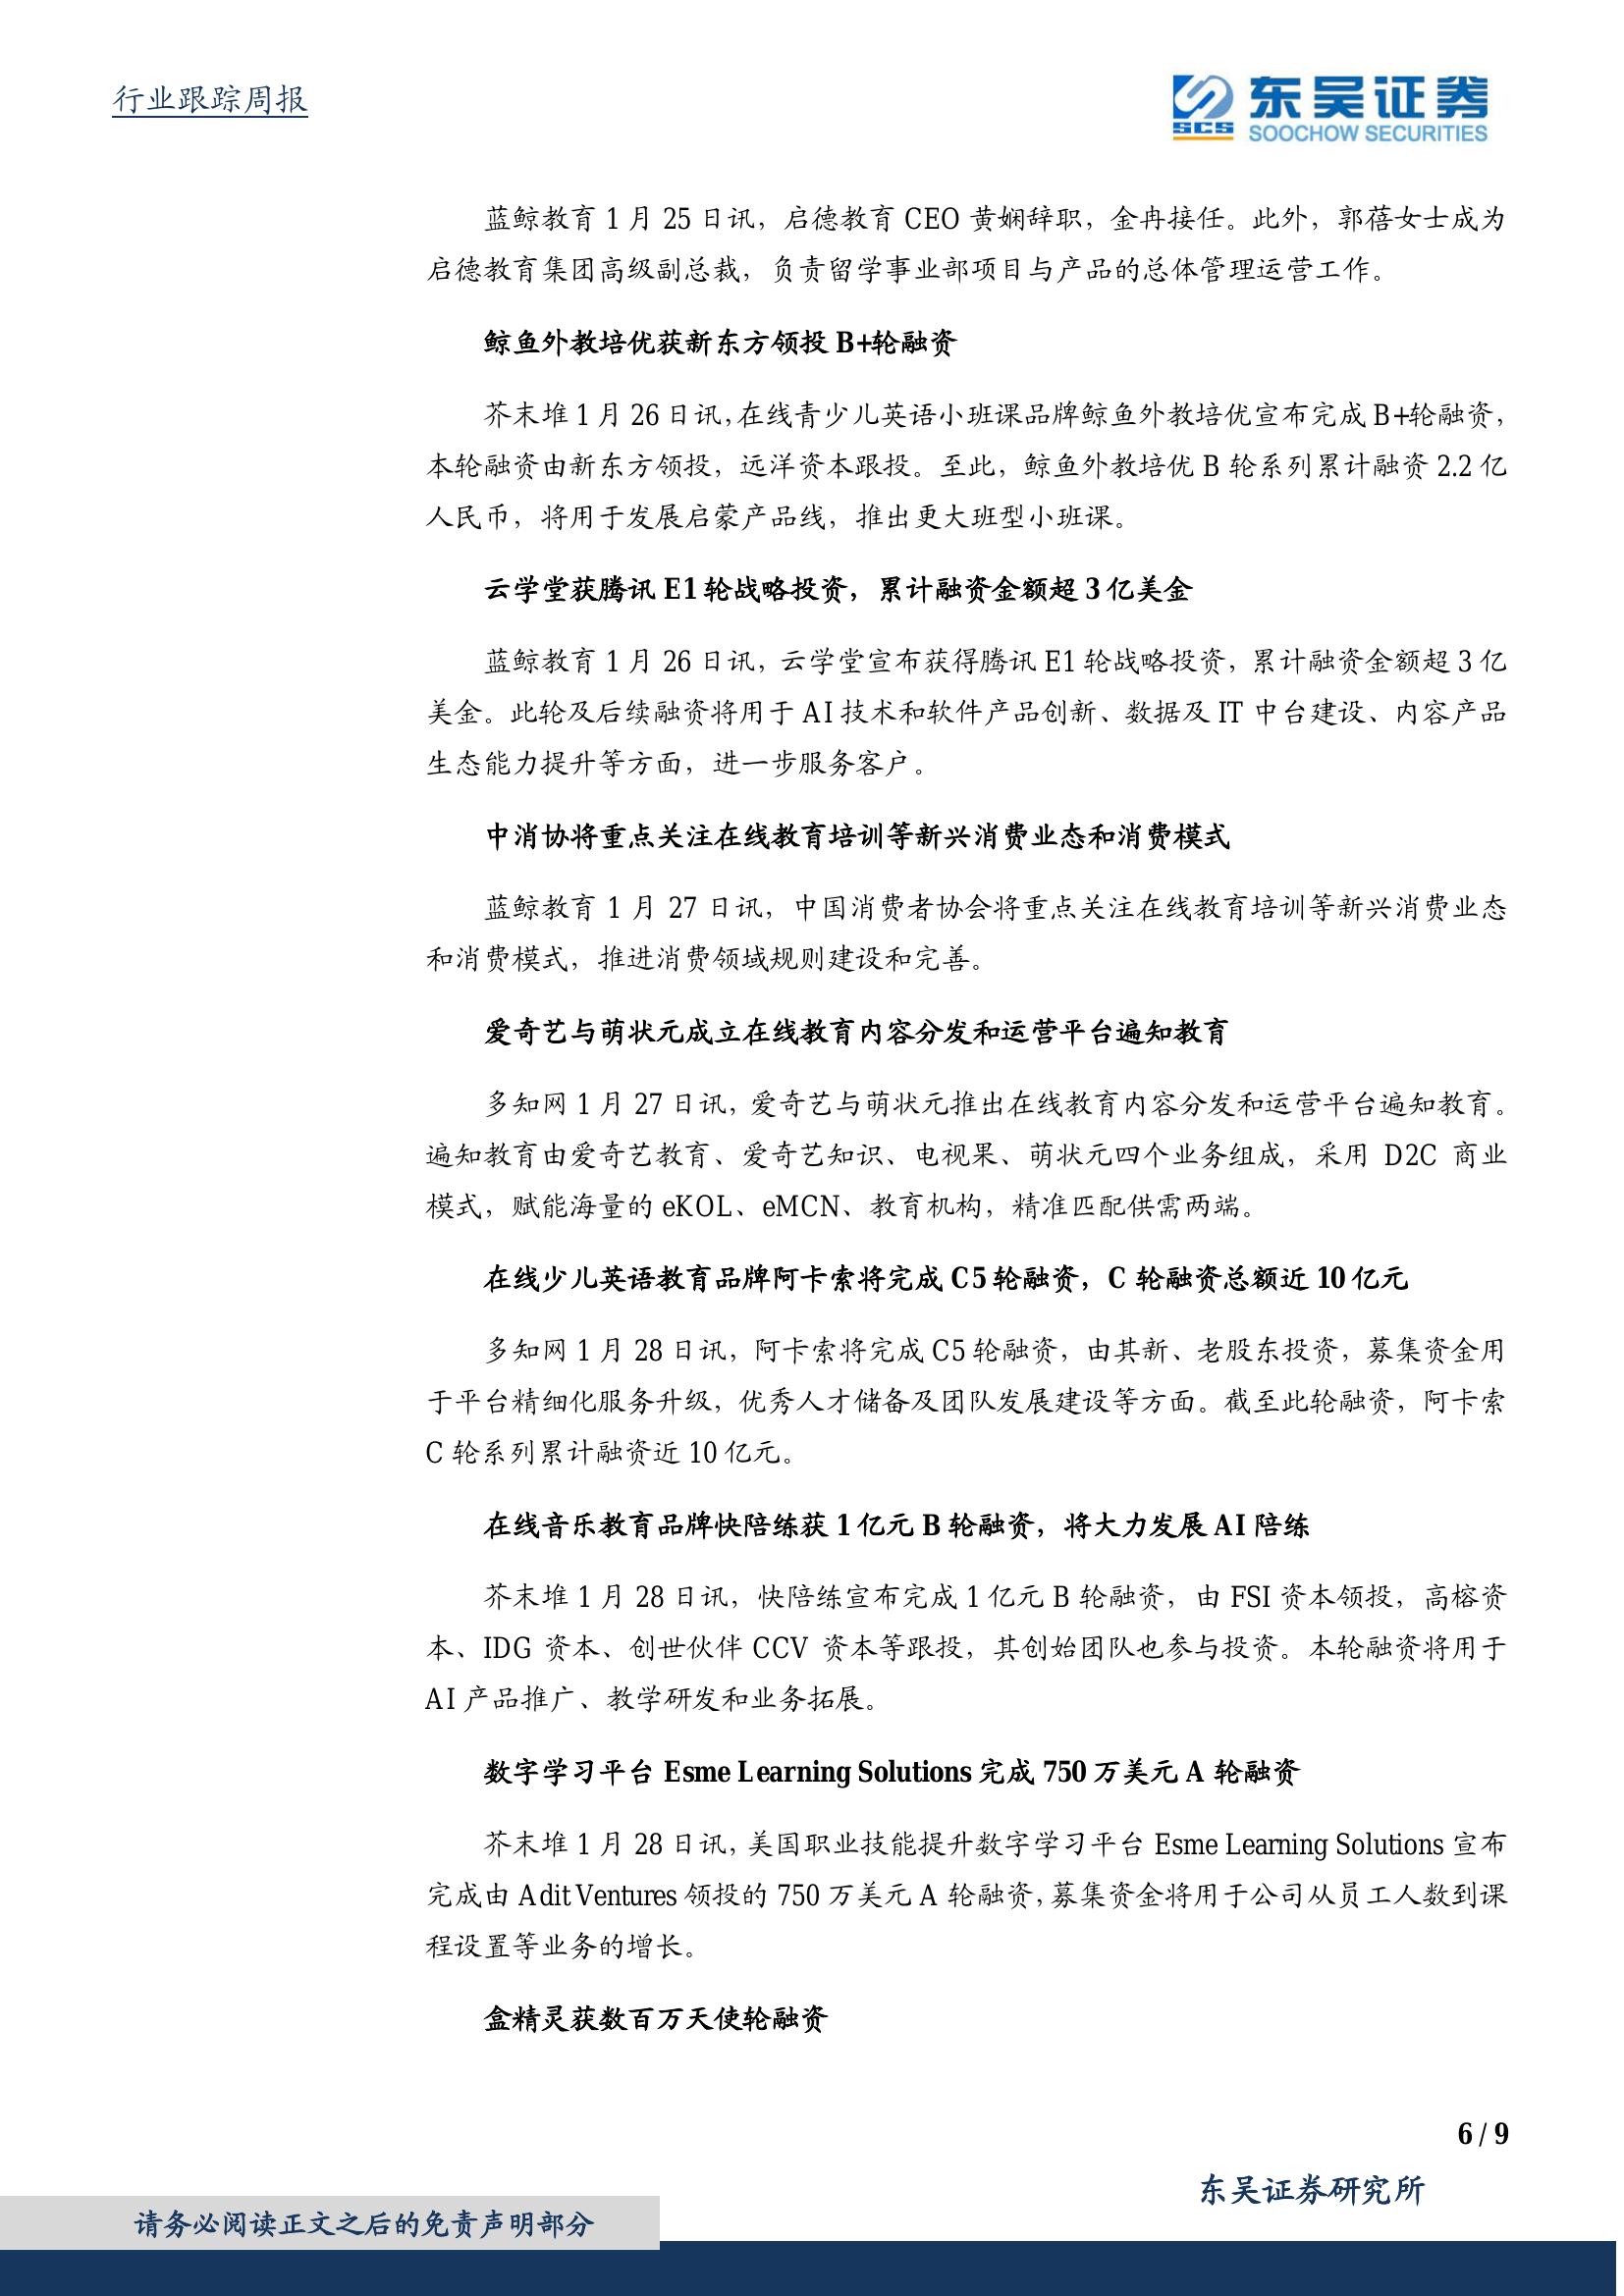 行业跟踪周报
SCS
东吴证券
SOOCHOW SECURITIES
蓝鲸教育 1 月 25 日讯，启德教育 CEO 黄娴辞职，金冉接任。此外，郭蓓女士成为
启德教育集团高级副总裁，负责留学事业部项目与产品的总体管理运营工作。
鲸鱼外教培优获新东方领投 B+轮融资
芥末堆 1 月 26 日讯，在线青少儿英语小班课品牌鲸鱼外教培优宣布完成 B+轮融资，
本轮融资由新东方领投，远洋资本跟投。至此，鲸鱼外教培优 B 轮系列累计融资 2.2 亿
人民币，将用于发展启蒙产品线，推出更大班型小班课。
云学堂获腾讯 E1 轮战略投资，累计融资金额超 3 亿美金
蓝鲸教育 1 月 26 日讯，云学堂宣布获得腾讯 E1 轮战略投资，累计融资金额超 3 亿
美金。此轮及后续融资将用于 AI 技术和软件产品创新、数据及 IT 中台建设、内容产品
生态能力提升等方面，进一步服务客户。
中消协将重点关注在线教育培训等新兴消费业态和消费模式
蓝鲸教育 1 月 27 日讯，中国消费者协会将重点关注在线教育培训等新兴消费业态
和消费模式，推进消费领域规则建设和完善。
爱奇艺与萌状元成立在线教育内容分发和运营平台遍知教育
多知网 1 月 27 日讯，爱奇艺与萌状元推出在线教育内容分发和运营平台遍知教育。
遍知教育由爱奇艺教育、爱奇艺知识、电视果、萌状元四个业务组成，采用 D2C 商业
模式，赋能海量的 eKOL、eMCN、教育机构，精准匹配供需两端。
在线少儿英语教育品牌阿卡索将完成 C5 轮融资，C 轮融资总额近 10 亿元
多知网 1 月 28 日讯，阿卡索将完成 C5 轮融资，由其新、老股东投资，募集资金用
于平台精细化服务升级，优秀人才储备及团队发展建设等方面。截至此轮融资，阿卡索
C 轮系列累计融资近 10 亿元。
在线音乐教育品牌快陪练获 1 亿元 B 轮融资，将大力发展 AI 陪练
芥末堆 1 月 28 日讯，快陪练宣布完成 1 亿元 B 轮融资，由 FSI 资本领投，高榕资
本、IDG 资本、创世伙伴 CCV 资本等跟投，其创始团队也参与投资。本轮融资将用于
AI 产品推广、教学研发和业务拓展。
数字学习平台 Esme Learning Solutions 完成 750 万美元 A 轮融资
芥末堆 1 月 28 日讯，美国职业技能提升数字学习平台 Esme Learning Solutions 宣布
完成由 Adit Ventures 领投的 750 万美元 A 轮融资，募集资金将用于公司从员工人数到课
程设置等业务的增长。
盒精灵获数百万天使轮融资
6 / 9
东吴证券研究所
请务必阅读正文之后的免责声明部分